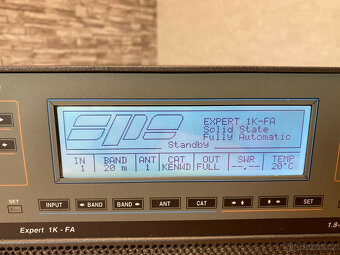 spe
EXPERT 1K-FA
Solid State
Fully Automatic
Standby
IN BAND ANT CAT OUT SWR TEMP
1 20 m 1 KENWD FULL --.-- 20°C
SET INPUT ◄ BAND BAND ► ANT CAT ◄♦ ♦► SET
Expert 1K - FA
1.8-